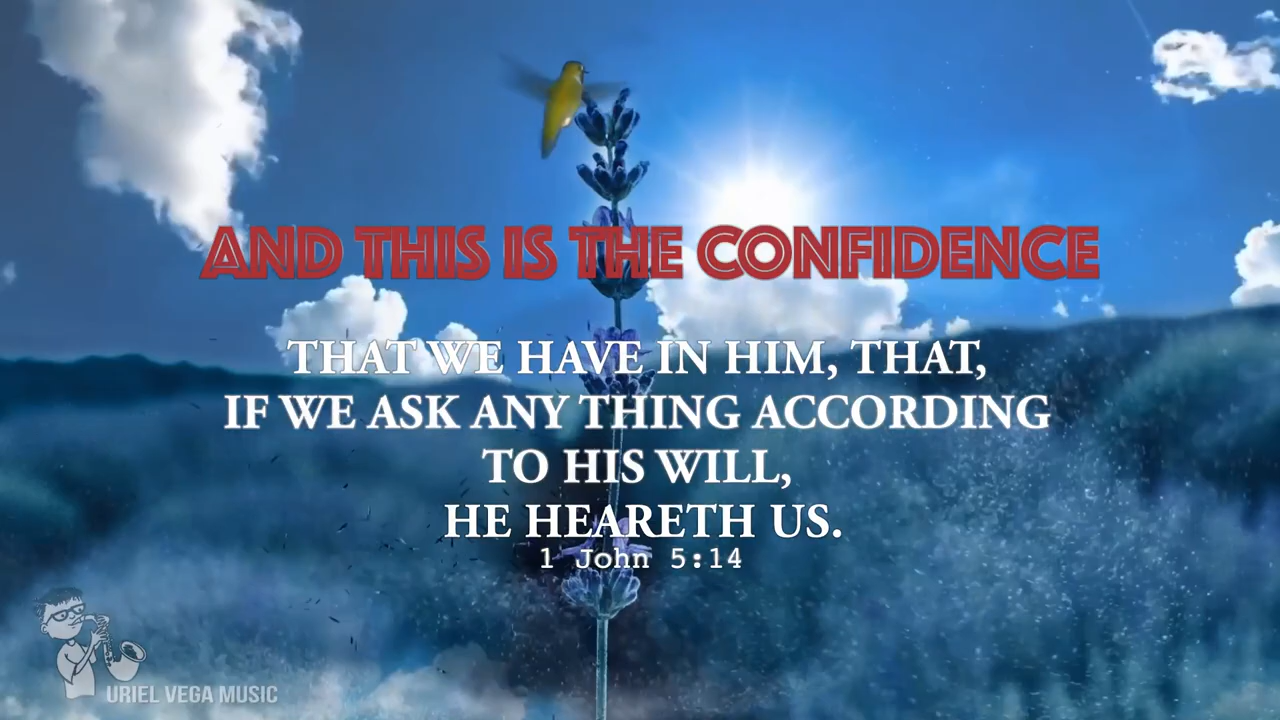 AND THIS IS THE CONFIDENCE
THAT WE HAVE IN HIM, THAT,
IF WE ASK ANY THING ACCORDING
TO HIS WILL,
HE HEARETH US.
1 John 5:14
URIEL VEGA MUSIC